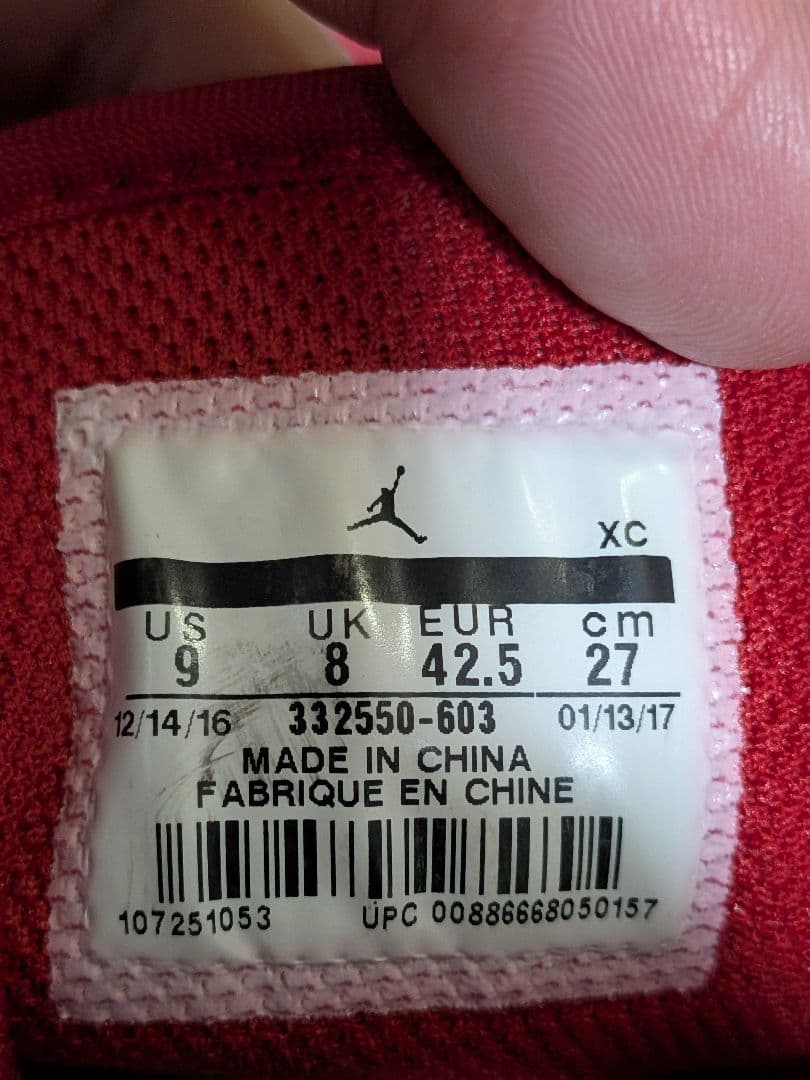 XC
US UK EUR cm
9 8 42.5 27
12/14/16 332550-603 01/13/17
MADE IN CHINA
FABRIQUE EN CHINE
107251053 UPC 00886668050157